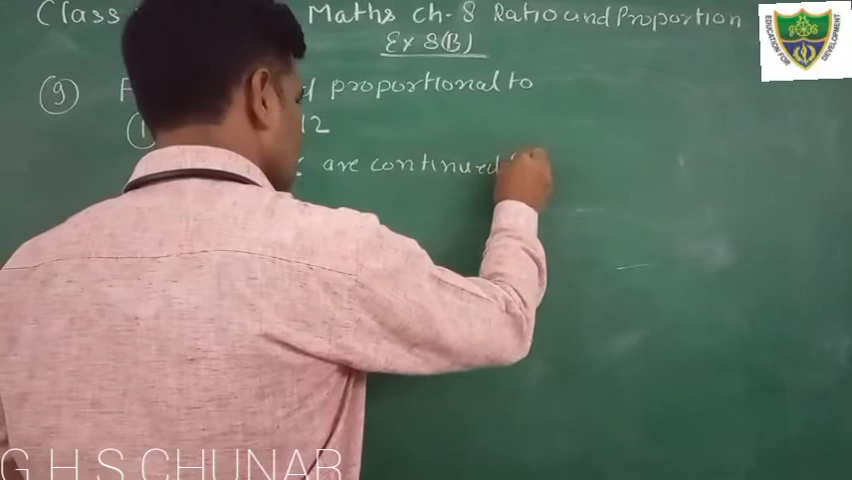 Class Maths Ch-8 Ratio and Proportion
Ex 8(B)
EDUCATION FOR DEVELOPMENT
9 proportional to
12
are continued
G H S CHUNAR